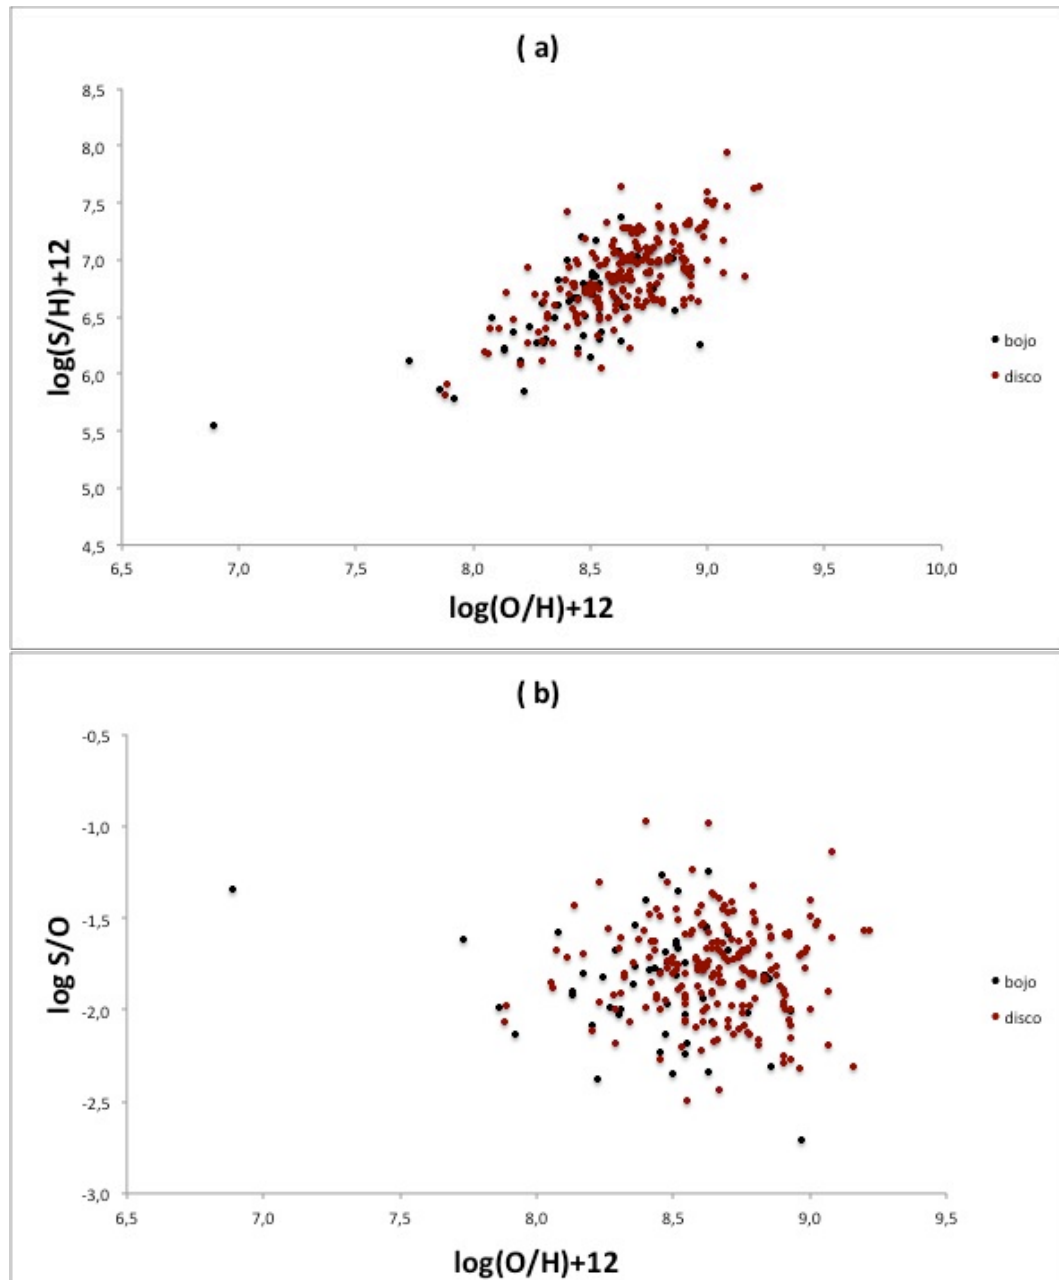 ( a)
8,5
8,0
7,5
7,0
6,5
6,0
5,5
5,0
4,5
log(S/H)+12
6,5 7,0 7,5 8,0 8,5 9,0 9,5 10,0
log(O/H)+12
bojo
disco
( b)
-0,5
-1,0
-1,5
-2,0
-2,5
-3,0
log S/O
6,5 7,0 7,5 8,0 8,5 9,0 9,5
log(O/H)+12
bojo
disco